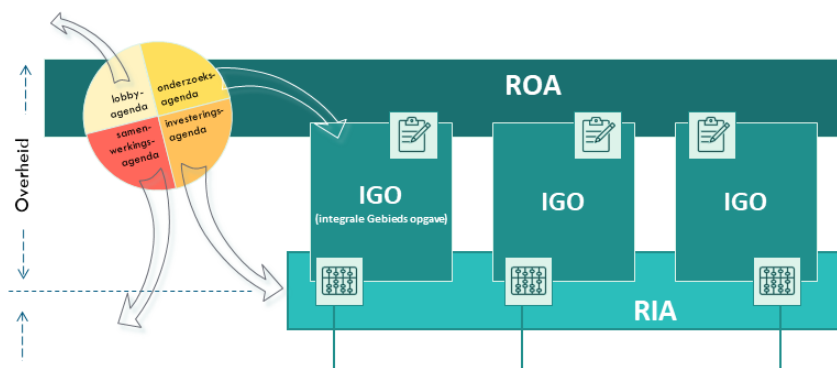 lobby-
agenda
onderzoeks-
agenda
samen-
werkings-
agenda
investerings-
agenda
Overheid
ROA
IGO
(integrale Gebieds opgave)
IGO
IGO
RIA